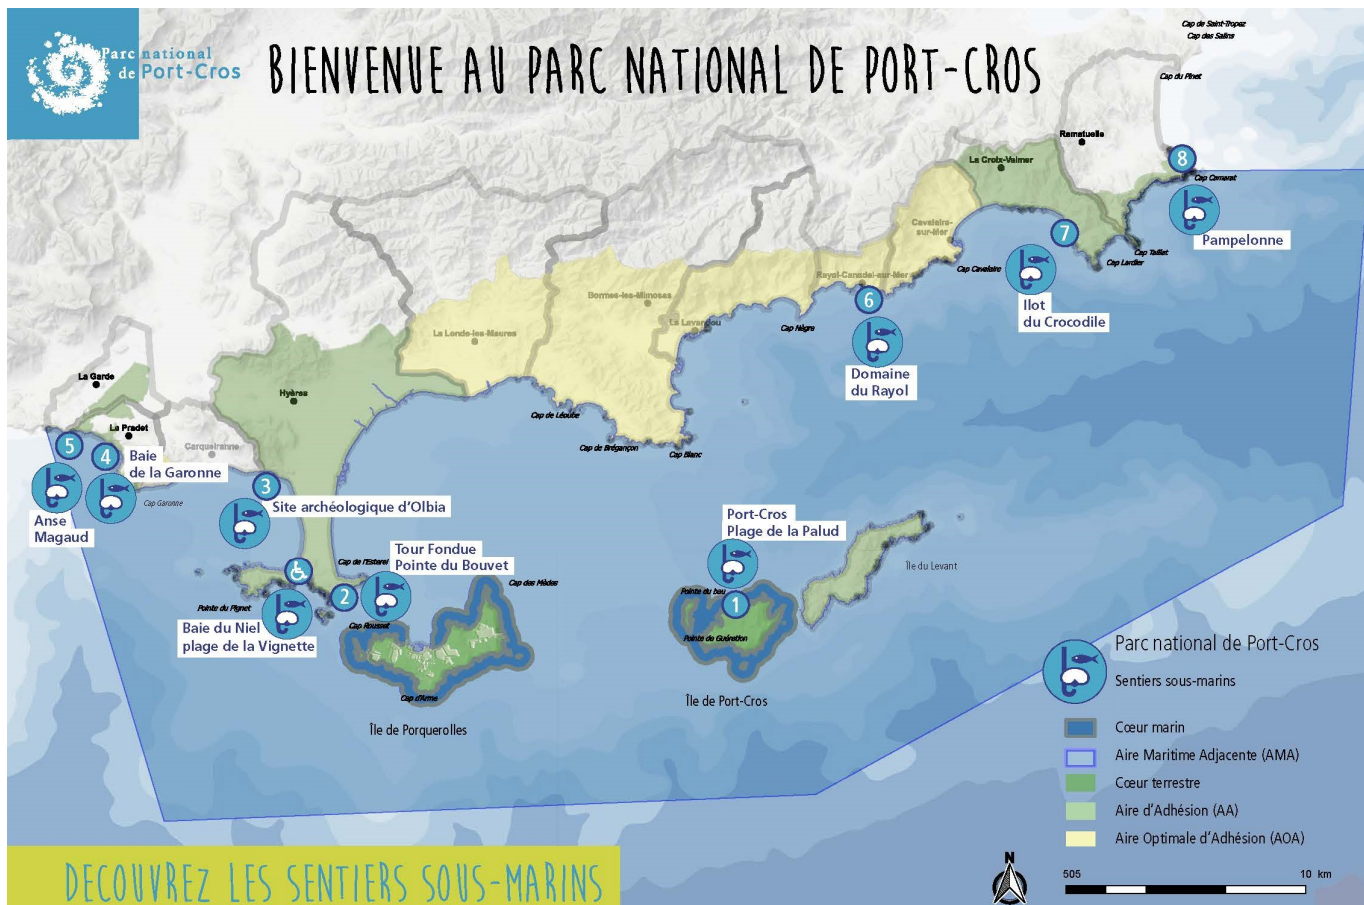 Parc national
de Port-Cros
BIENVENUE AU PARC NATIONAL DE PORT-CROS
Cap de Saint-Tropez
Cap des Salins
Cap du Pinet
Ramatuelle
La Croix-Valmer
8
Cap Camarat
Pampelonne
Cavalaire-
sur-Mer
7
Cap Taillat
Cap Lardier
Cap Cavalaire
Ilot
du Crocodile
Rayol-Canadel-sur-Mer
6
Cap Nègre
Domaine
du Rayol
Bormes-les-Mimosas
Le Lavandou
La Londe-les-Maures
La Garde
Hyères
Le Pradet
Carqueiranne
Cap de Léoube
Cap de Brégançon
Cap Blanc
5
4
Baie
de la Garonne
Cap Garonne
3
Site archéologique d'Olbia
Anse
Magaud
Port-Cros
Plage de la Palud
Tour Fondue
Pointe du Bouvet
Cap de l'Esterel
Cap des Mèdes
Île du Levant
2
Pointe du Pignet
Baie du Niel
plage de la Vignette
Cap Rousset
Pointe du bau
1
Pointe de Guérétion
Cap d'Arme
Île de Port-Cros
Île de Porquerolles
Parc national de Port-Cros
Sentiers sous-marins
Cœur marin
Aire Maritime Adjacente (AMA)
Cœur terrestre
Aire d'Adhésion (AA)
Aire Optimale d'Adhésion (AOA)
N
505
10 km
DECOUVREZ LES SENTIERS SOUS-MARINS